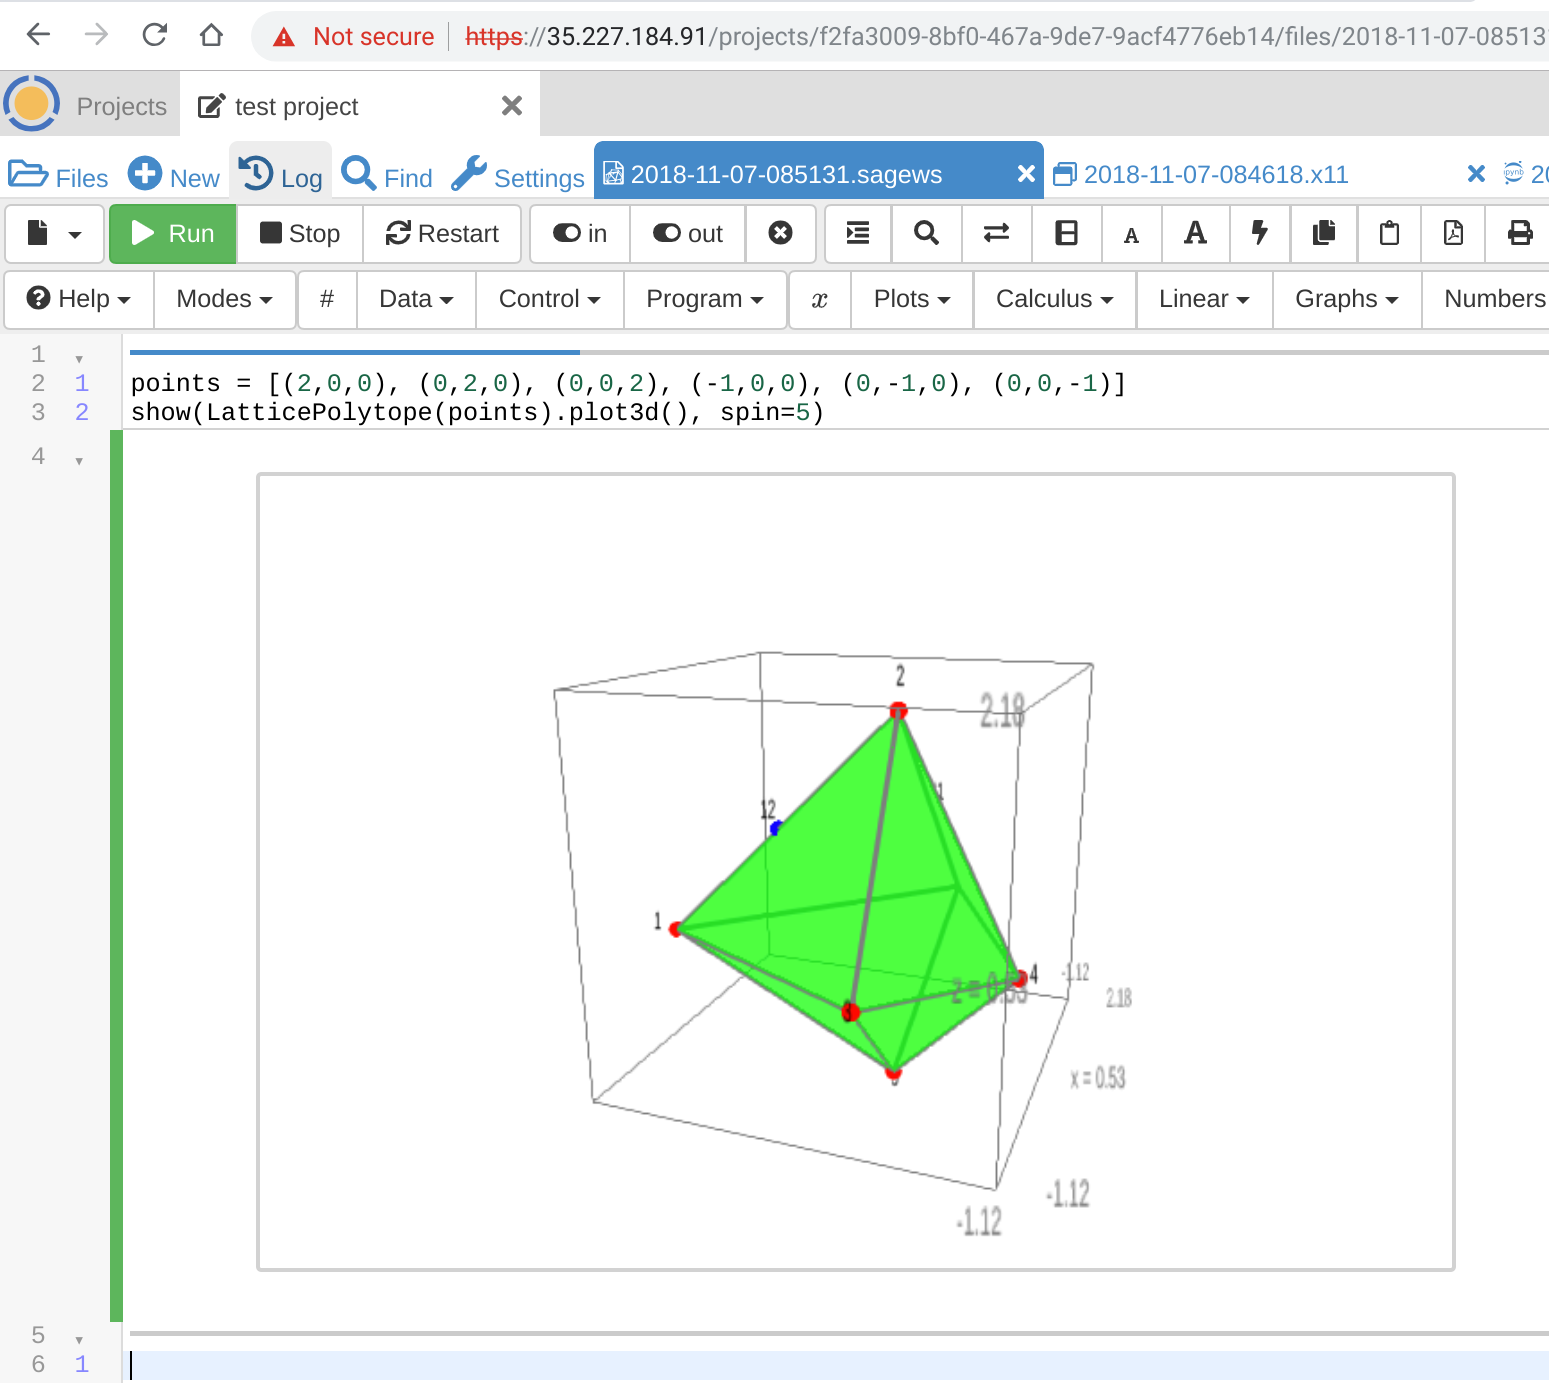 Not secure https://35.227.184.91/projects/f2fa3009-8bf0-467a-9de7-9acf4776eb14/files/2018-11-07-08513
Projects test project
Files New Log Find Settings 2018-11-07-085131.sagews 2018-11-07-084618.x11 20
Run Stop Restart in out A A
Help Modes # Data Control Program x Plots Calculus Linear Graphs Numbers
1
2 1 points = [(2,0,0), (0,2,0), (0,0,2), (-1,0,0), (0,-1,0), (0,0,-1)]
3 2 show(LatticePolytope(points).plot3d(), spin=5)
4
2
2.18
12
1
4 -1.12
z = 0.53
2.18
3
x = 0.53
-1.12
-1.12
5
6 1